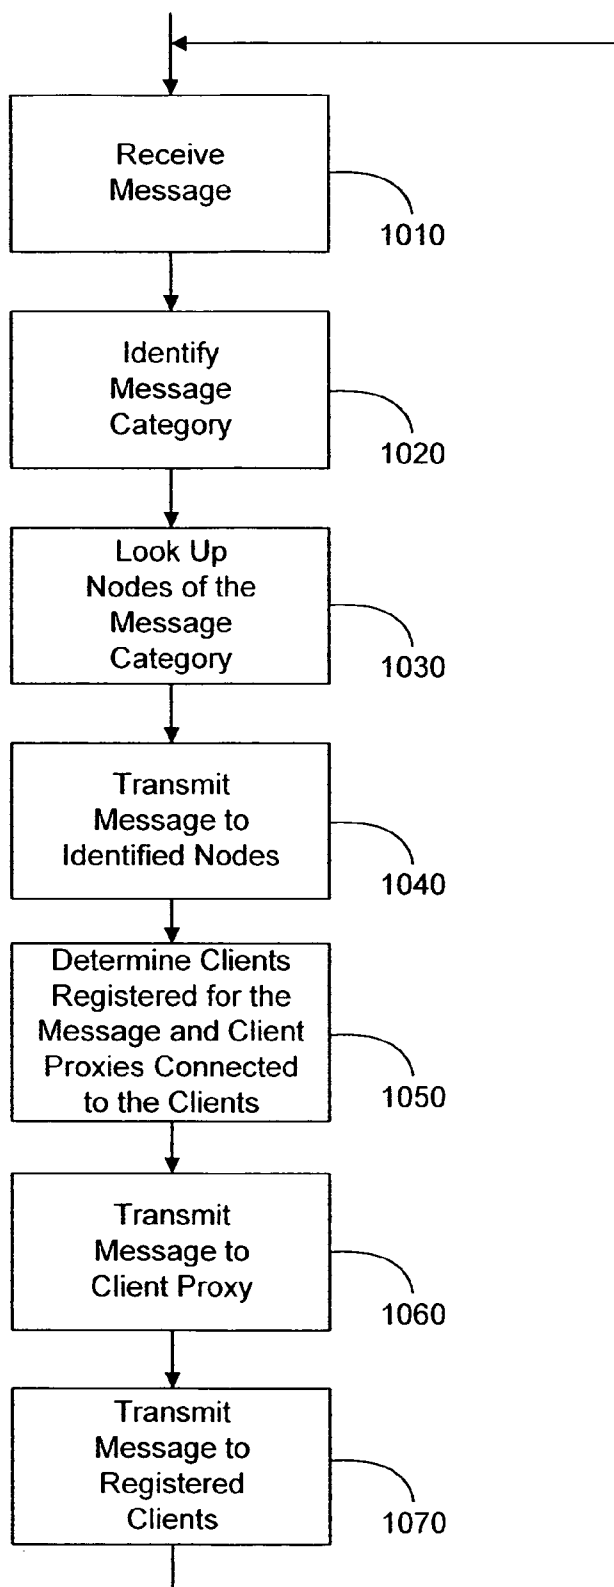 Receive
Message
1010
Identify
Message
Category
1020
Look Up
Nodes of the
Message
Category
1030
Transmit
Message to
Identified Nodes
1040
Determine Clients
Registered for the
Message and Client
Proxies Connected
to the Clients
1050
Transmit
Message to
Client Proxy
1060
Transmit
Message to
Registered
Clients
1070